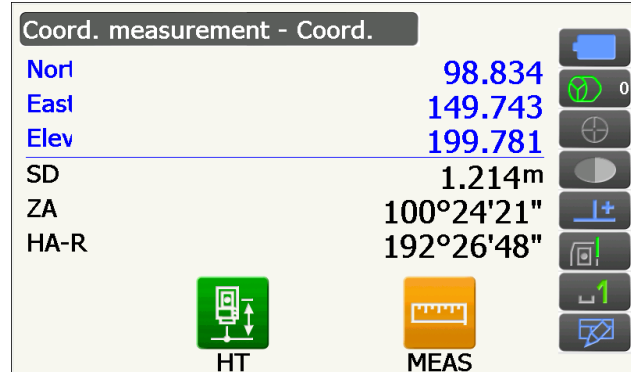 Coord. measurement - Coord.
Nort 98.834
East 149.743
Elev 199.781
SD 1.214m
ZA 100°24'21"
HA-R 192°26'48"
0
HT MEAS